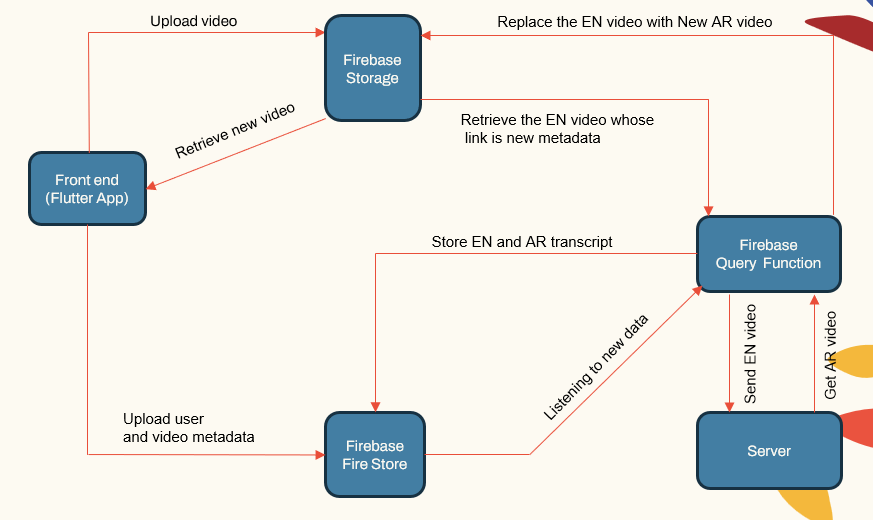 Upload video
Replace the EN video with New AR video
Firebase
Storage
Retrieve new video
Retrieve the EN video whose
link is new metadata
Front end
(Flutter App)
Firebase
Query Function
Store EN and AR transcript
Listening to new data
Send EN video
Get AR video
Upload user
and video metadata
Firebase
Fire Store
Server